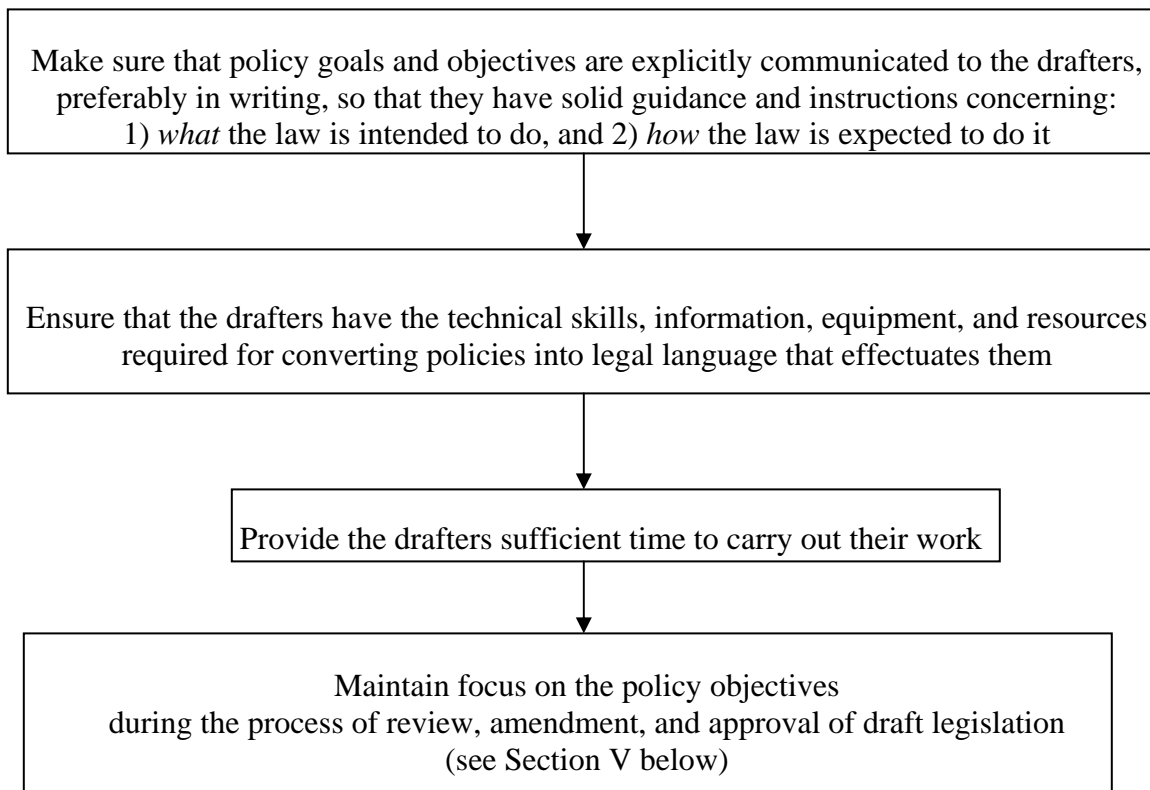 Make sure that policy goals and objectives are explicitly communicated to the drafters,
preferably in writing, so that they have solid guidance and instructions concerning:
1) what the law is intended to do, and 2) how the law is expected to do it
Ensure that the drafters have the technical skills, information, equipment, and resources
required for converting policies into legal language that effectuates them
Provide the drafters sufficient time to carry out their work
Maintain focus on the policy objectives
during the process of review, amendment, and approval of draft legislation
(see Section V below)